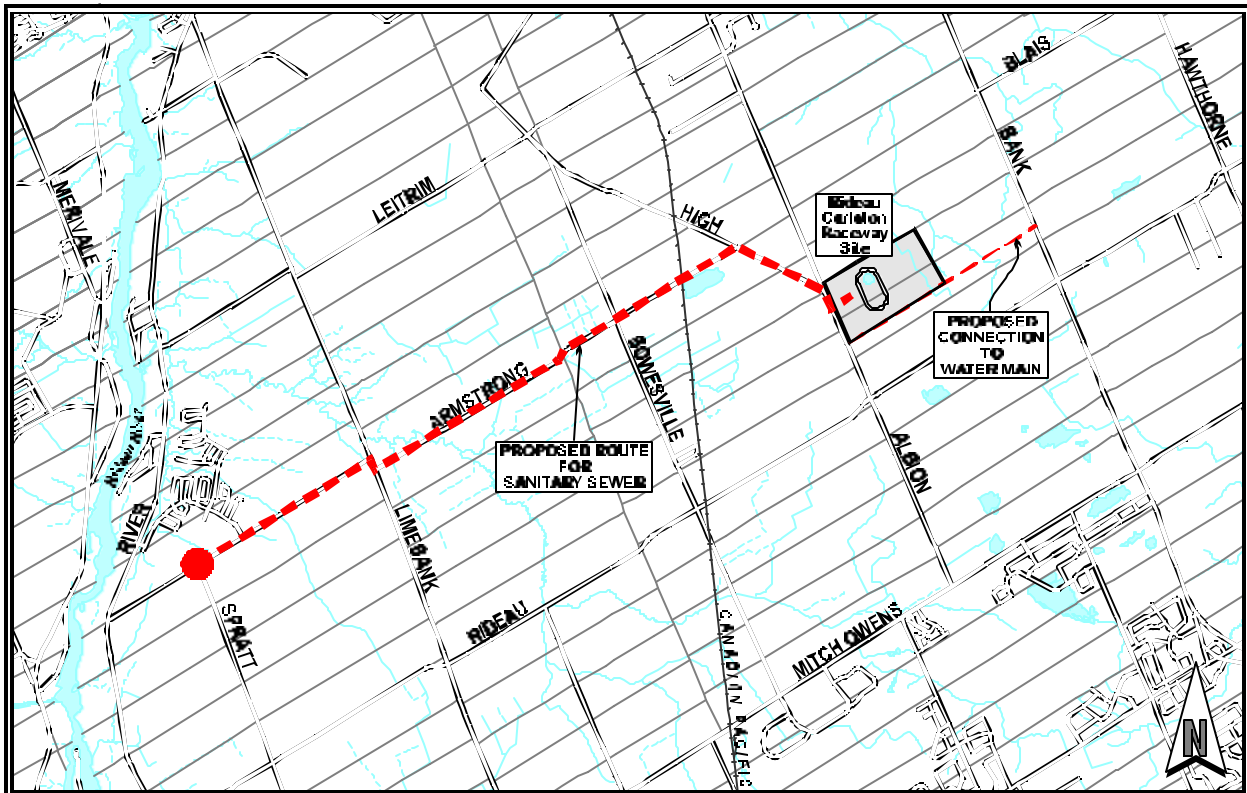 BLAIS
HAWTHORNE
BANK
MERIVALE
LEITRIM
HIGH
Rideau
Carleton
Raceway
Site
PROPOSED
CONNECTION
TO
WATER MAIN
BOWESVILLE
ARMSTRONG
PROPOSED ROUTE
FOR
SANITARY SEWER
ALBION
RIVER
LIMEBANK
SPRATT
RIDEAU
MITCH OWENS
CANADIAN PACIFIC
N